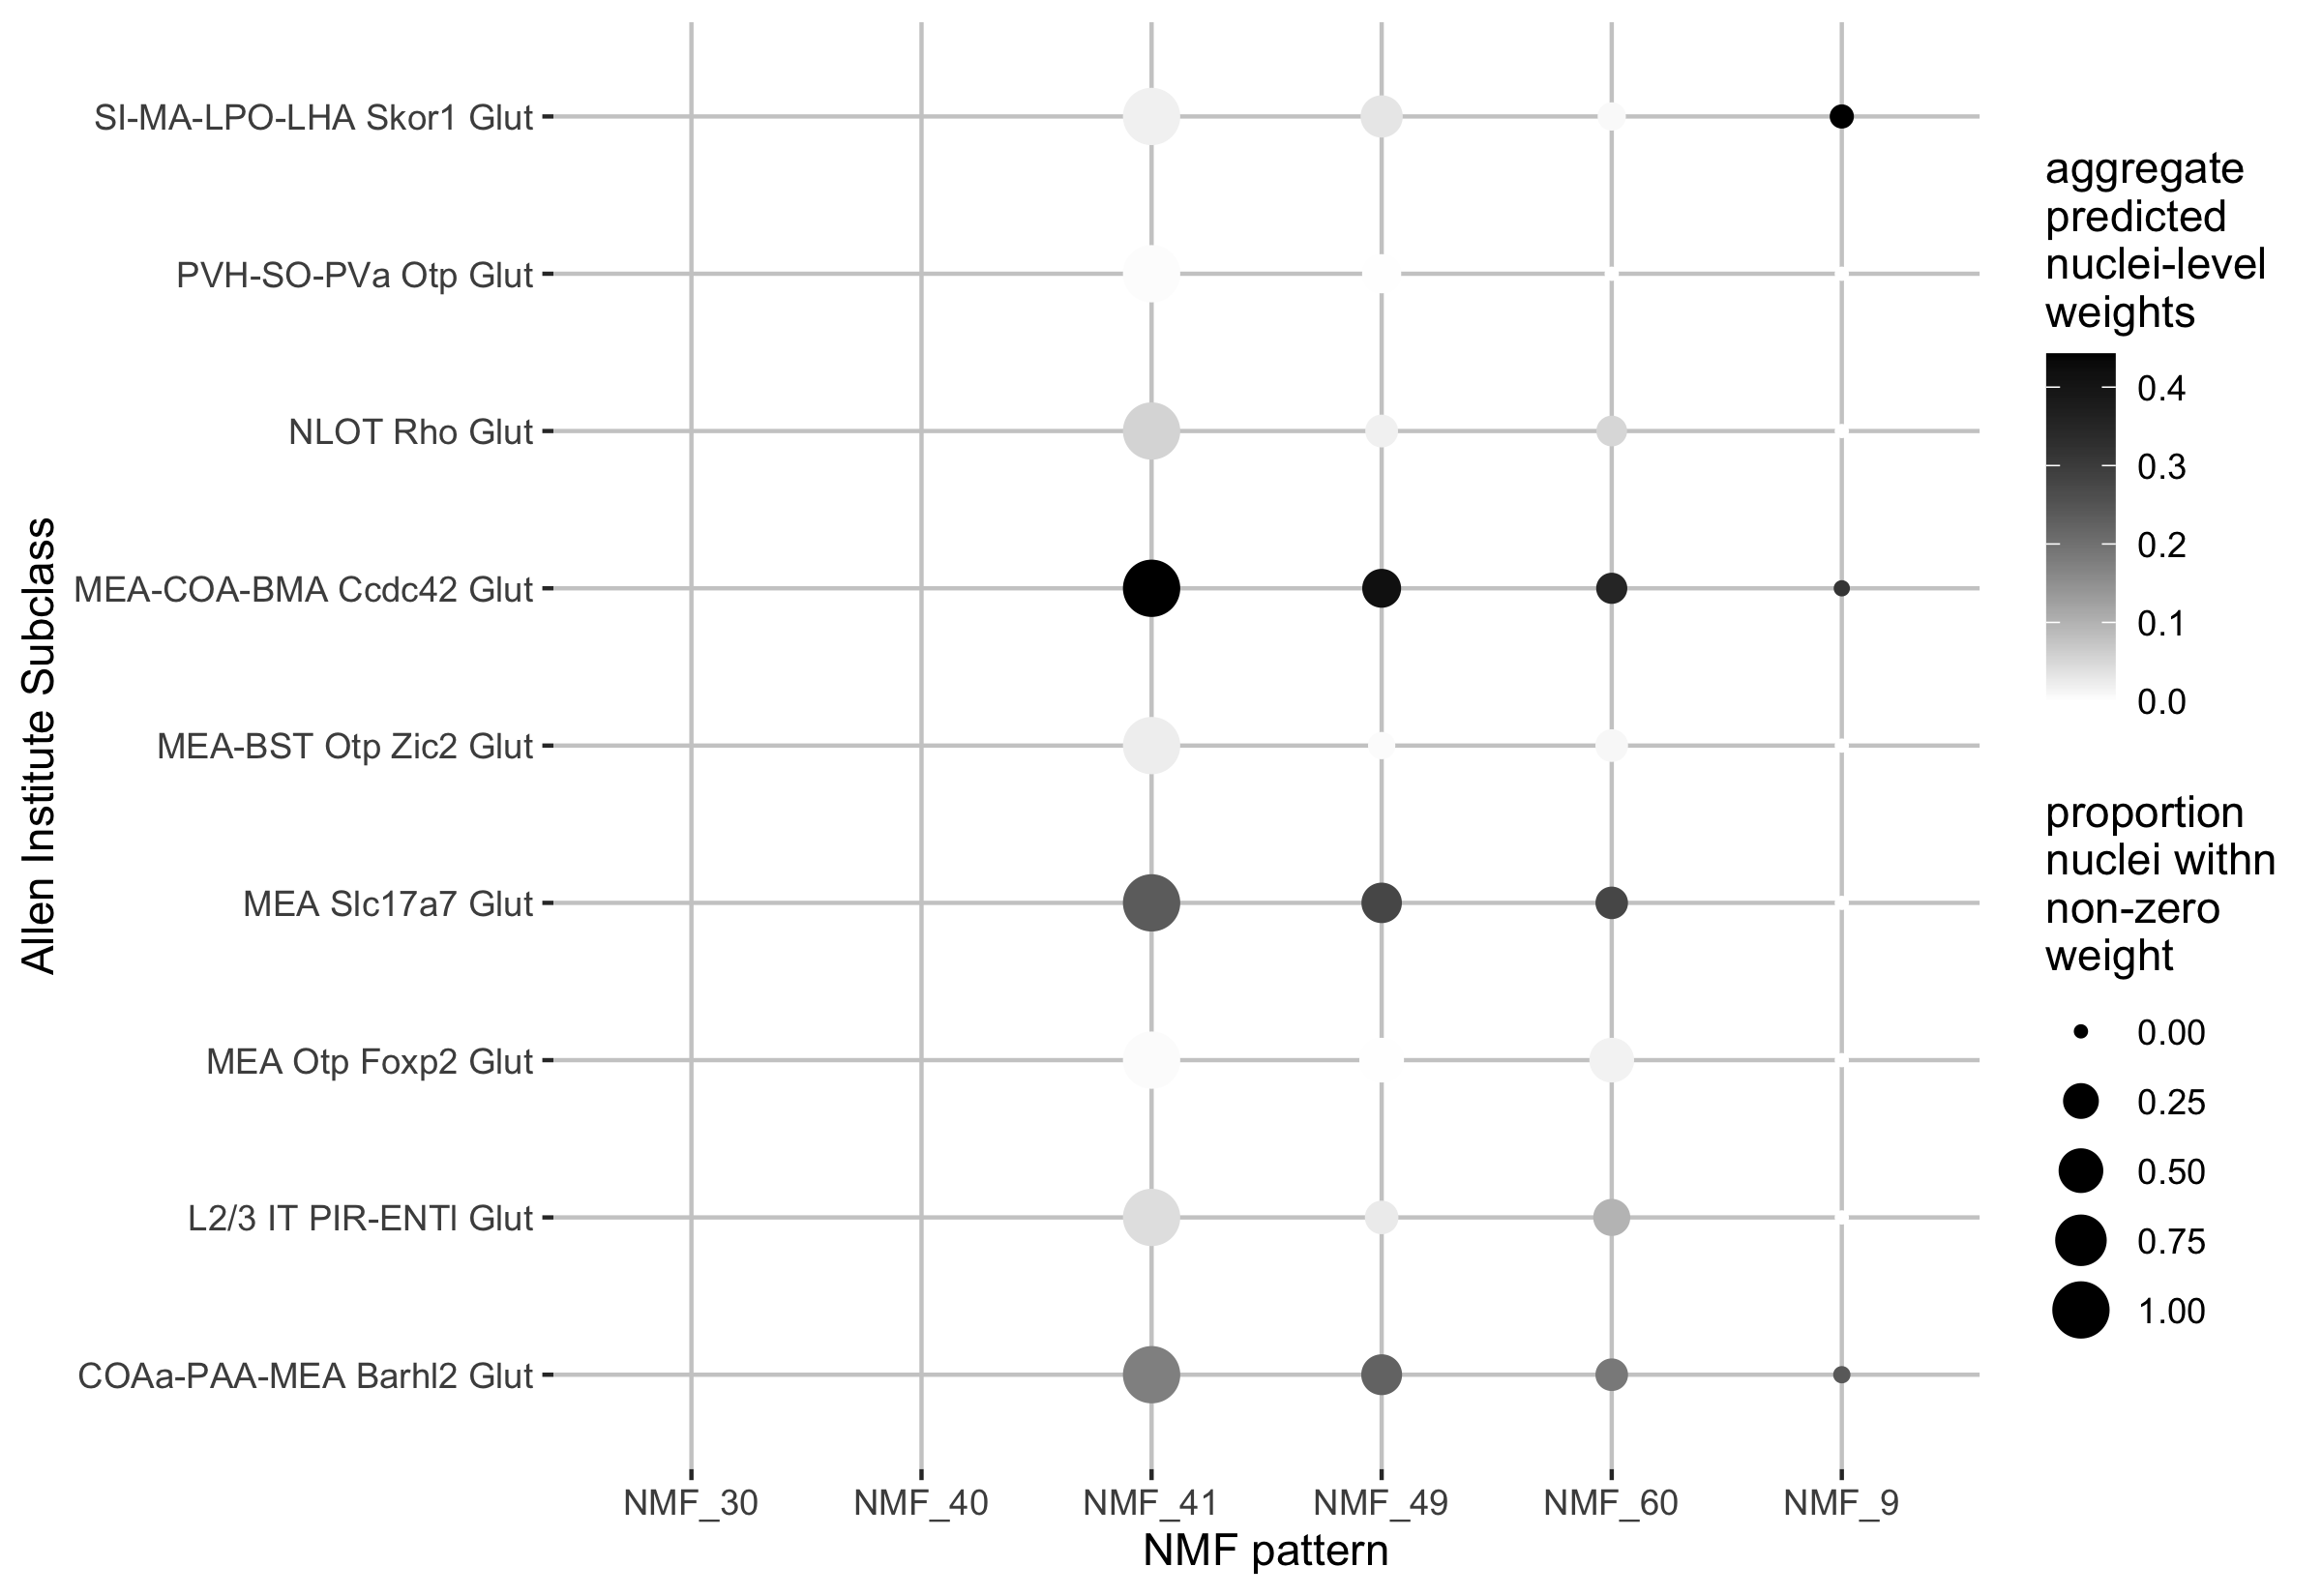 Allen Institute Subclass
SI-MA-LPO-LHA Skor1 Glut
PVH-SO-PVa Otp Glut
NLOT Rho Glut
MEA-COA-BMA Ccdc42 Glut
MEA-BST Otp Zic2 Glut
MEA Slc17a7 Glut
MEA Otp Foxp2 Glut
L2/3 IT PIR-ENTl Glut
COAa-PAA-MEA Barhl2 Glut
NMF_30 NMF_40 NMF_41 NMF_49 NMF_60 NMF_9
NMF pattern
aggregate
predicted
nuclei-level
weights
0.4
0.3
0.2
0.1
0.0
proportion
nuclei withn
non-zero
weight
0.00
0.25
0.50
0.75
1.00